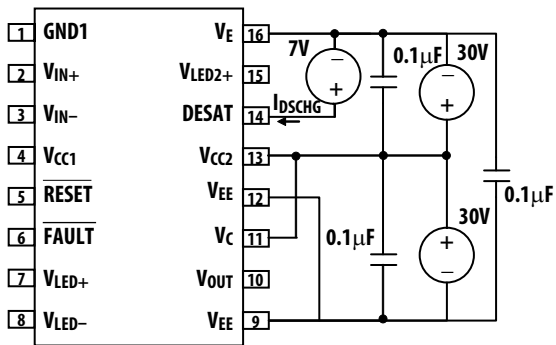 1 GND1
2 VIN+
3 VIN-
4 VCC1
5 RESET
6 FAULT
7 VLED+
8 VLED-
VE 16
VLED2+ 15
DESAT 14
VCC2 13
VEE 12
VC 11
VOUT 10
VEE 9
7V
−
+
IDSCHG
0.1μF
30V
−
+
0.1μF
30V
+
−
0.1μF